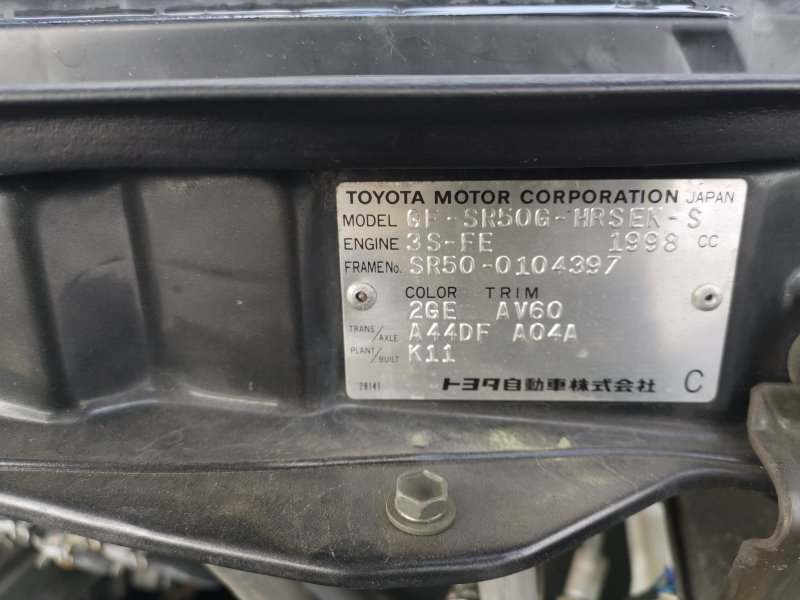 TOYOTA MOTOR CORPORATION JAPAN
MODEL GF-SR50G-HRSEK-S
ENGINE 3S-FE 1998 CC
FRAME No. SR50-0104397
COLOR TRIM
2GE AV60
TRANS/AXLE A44DF A04A
PLANT/BUILT K11
28141 トヨタ自動車株式会社 C